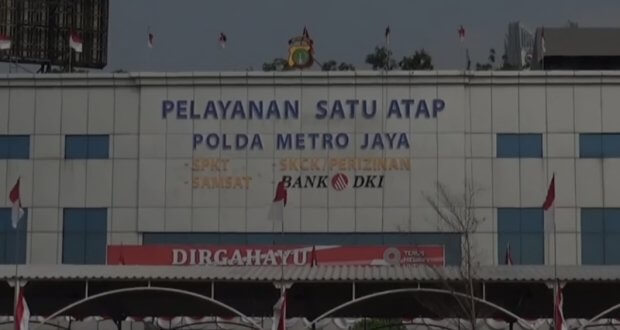 PELAYANAN SATU ATAP
POLDA METRO JAYA
-SPKT -SKCK/PERIZINAN
-SAMSAT -BANK DKI
DIRGAHAYU